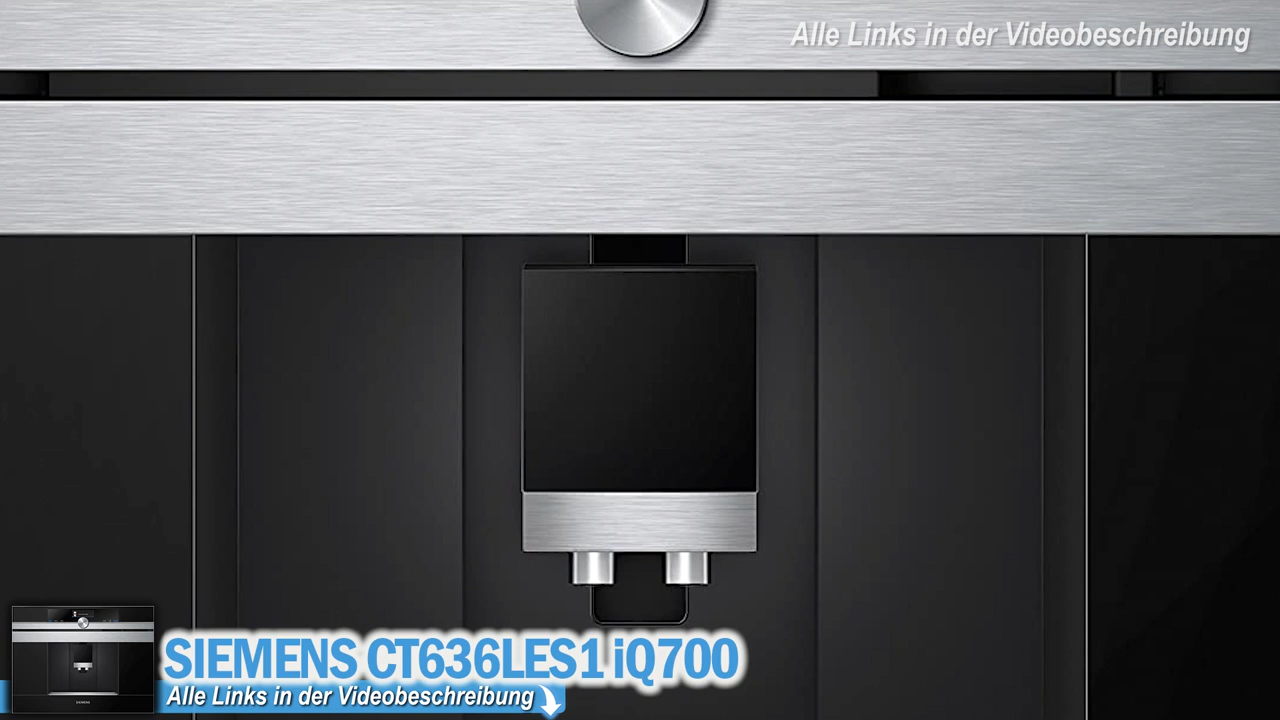 Alle Links in der Videobeschreibung
SIEMENS CT636LES1 iQ700
Alle Links in der Videobeschreibung